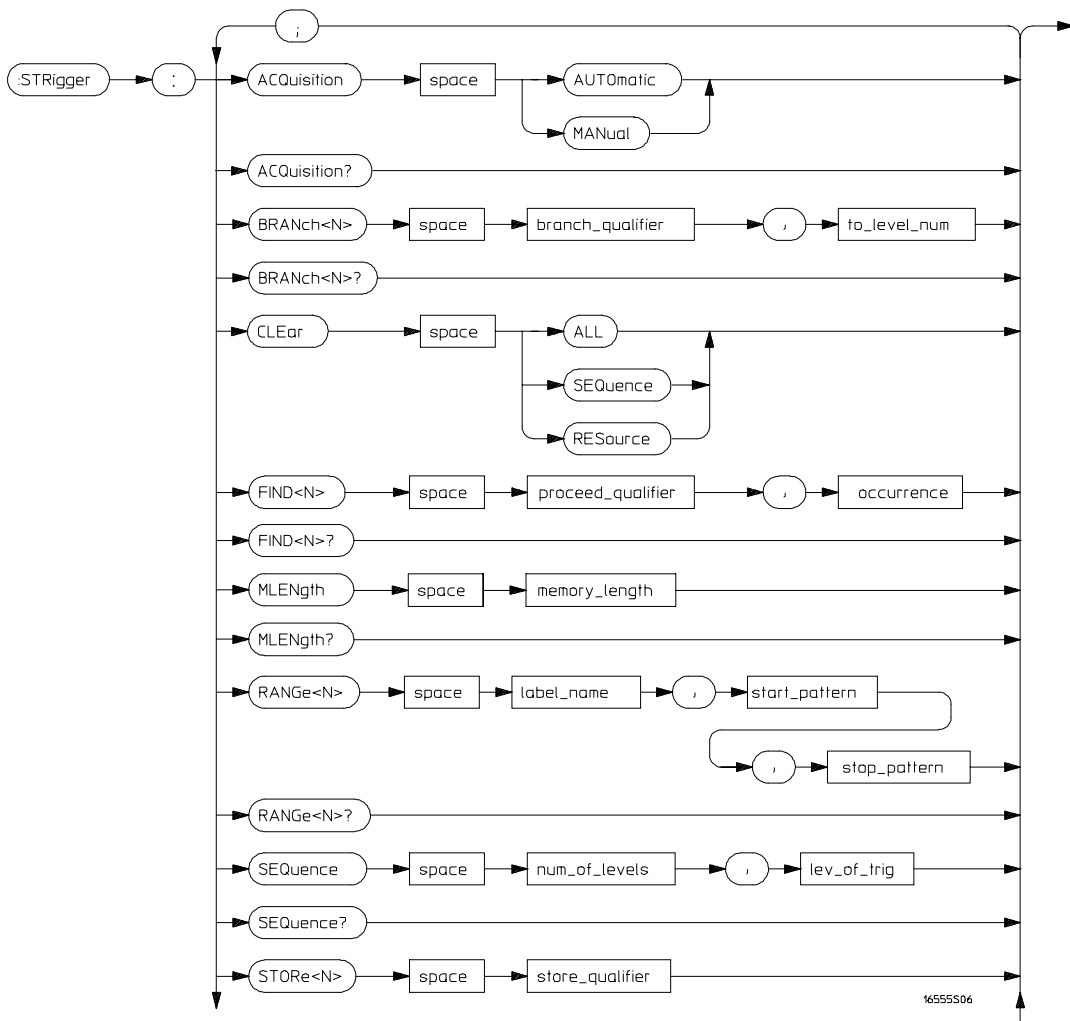 ;
:STRigger : ACQuisition space AUTOmatic
MANual
ACQuisition?
BRANch<N> space branch_qualifier , to_level_num
BRANch<N>?
CLEar space ALL
SEQuence
RESource
FIND<N> space proceed_qualifier , occurrence
FIND<N>?
MLENgth space memory_length
MLENgth?
RANGe<N> space label_name , start_pattern
, stop_pattern
RANGe<N>?
SEQuence space num_of_levels , lev_of_trig
SEQuence?
STORe<N> space store_qualifier
16555S06